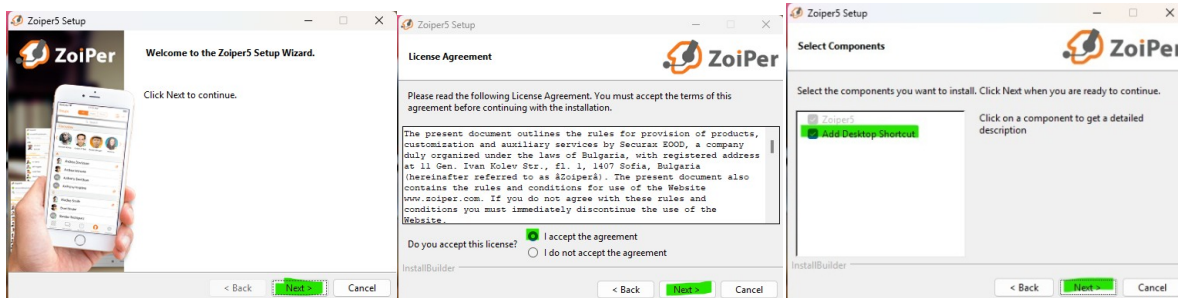 Zoiper5 Setup
ZoiPer
Welcome to the Zoiper5 Setup Wizard.
Click Next to continue.
< Back
Next >
Cancel
Zoiper5 Setup
License Agreement
ZoiPer
Please read the following License Agreement. You must accept the terms of this
agreement before continuing with the installation.
The present document outlines the rules for provision of products,
customization and auxiliary services by Securax EOOD, a company
duly organized under the laws of Bulgaria, with registered address
at 11 Gen. Ivan Kolev Str., fl. 1, 1407 Sofia, Bulgaria
(hereinafter referred to as âZoiperâ). The present document also
contains the rules and conditions for use of the Website
www.zoiper.com. If you do not agree with these rules and
conditions you must immediately discontinue the use of the
Website.
Do you accept this license?
I accept the agreement
I do not accept the agreement
InstallBuilder
< Back
Next >
Cancel
Zoiper5 Setup
Select Components
ZoiPer
Select the components you want to install. Click Next when you are ready to continue.
Zoiper5
Add Desktop Shortcut
Click on a component to get a detailed
description
InstallBuilder
< Back
Next >
Cancel